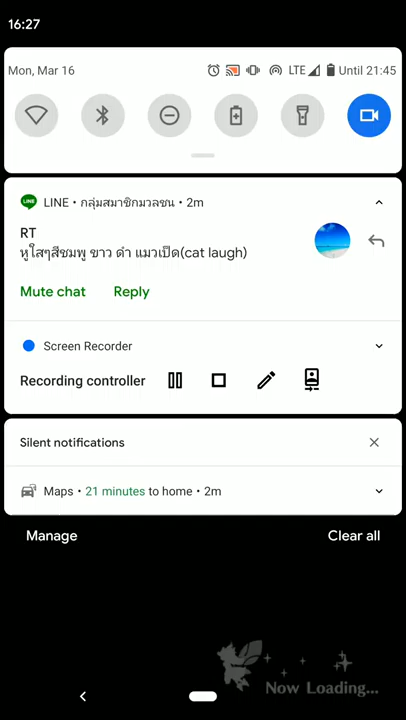 16:27
Mon, Mar 16
LTE
Until 21:45
LINE • กลุ่มสมาชิกมวลชน • 2m
RT
หูใสๆสีชมพู ขาว ดำ แมวเป็ด(cat laugh)
Mute chat
Reply
Screen Recorder
Recording controller
Silent notifications
Maps • 21 minutes to home • 2m
Manage
Clear all
Now Loading...